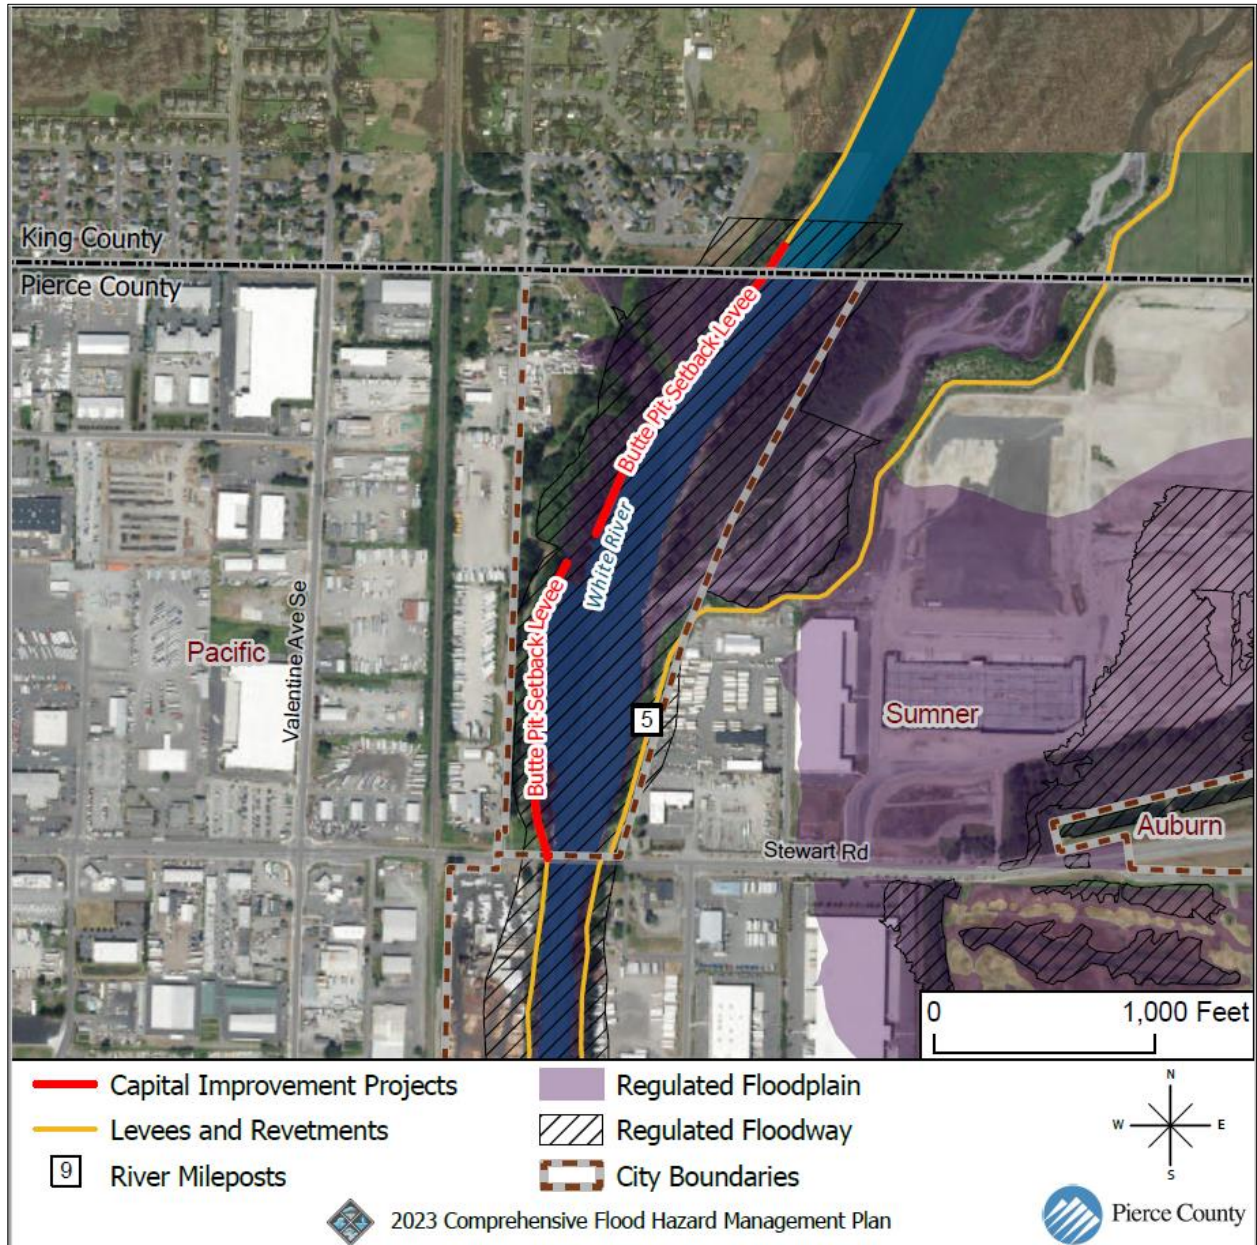 King County
Pierce County
Butte Pit Setback Levee
White River
Butte Pit Setback Levee
Pacific
Valentine Ave Se
5
Sumner
Auburn
Stewart Rd
0 1,000 Feet
Capital Improvement Projects
Levees and Revetments
9 River Mileposts
Regulated Floodplain
Regulated Floodway
City Boundaries
N
W E
S
2023 Comprehensive Flood Hazard Management Plan
Pierce County